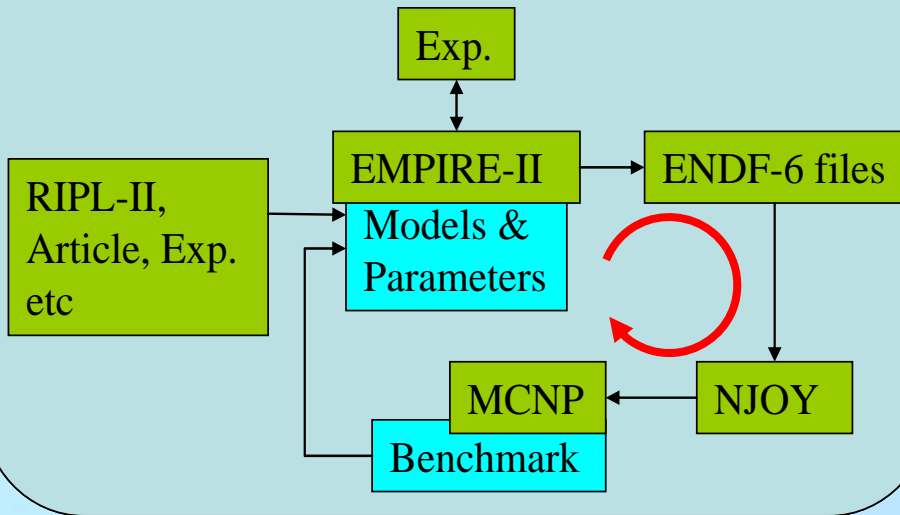 Exp.
EMPIRE-II
ENDF-6 files
RIPL-II,
Article, Exp.
etc
Models &
Parameters
MCNP
NJOY
Benchmark